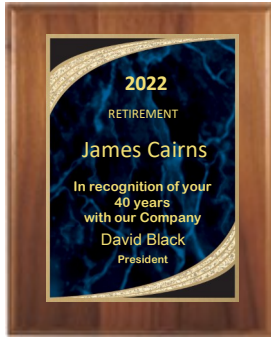 2022
RETIREMENT
James Cairns
In recognition of your
40 years
with our Company
David Black
President